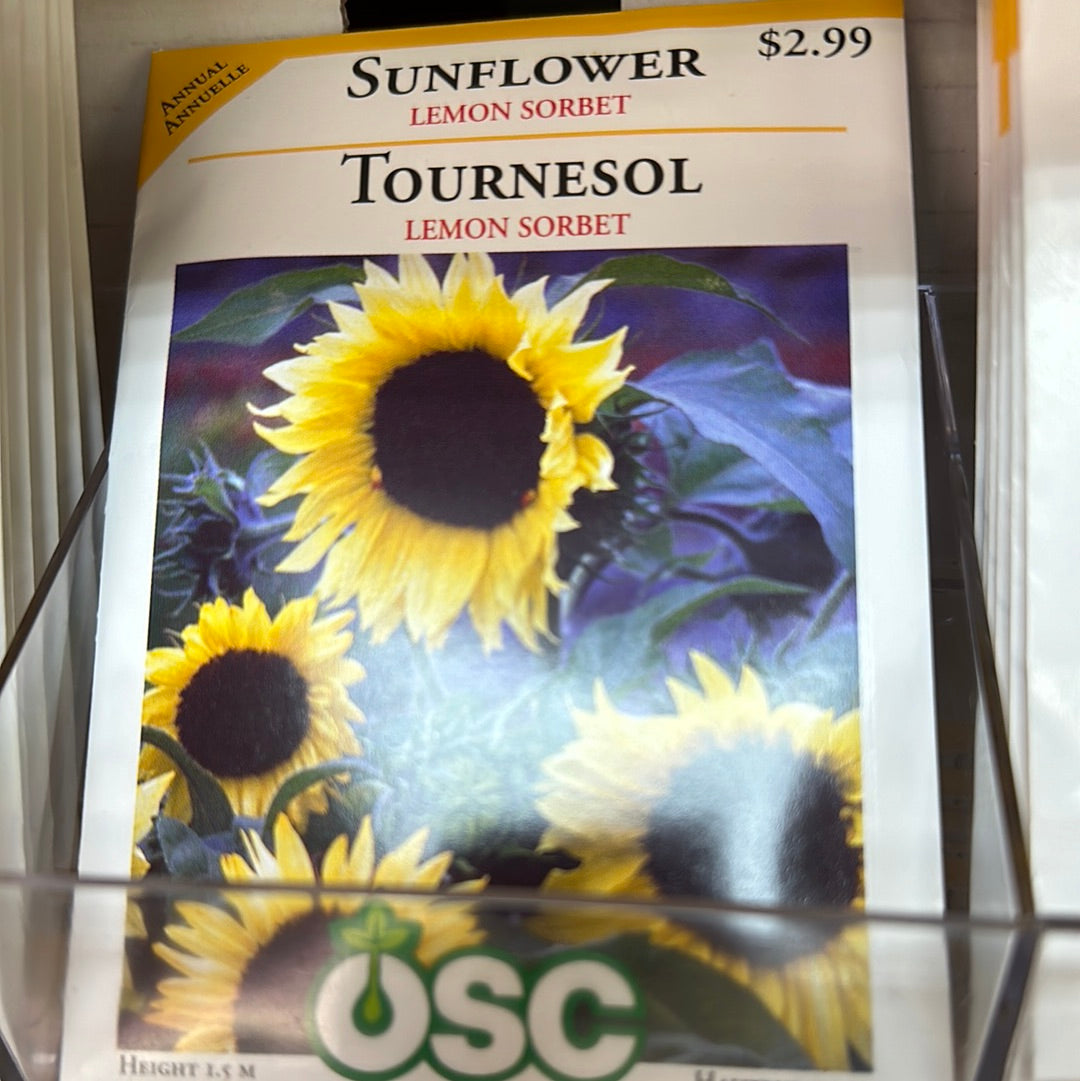 ANNUAL
ANNUELLE
SUNFLOWER
$2.99
LEMON SORBET
TOURNESOL
LEMON SORBET
OSC
HEIGHT 1.5 M